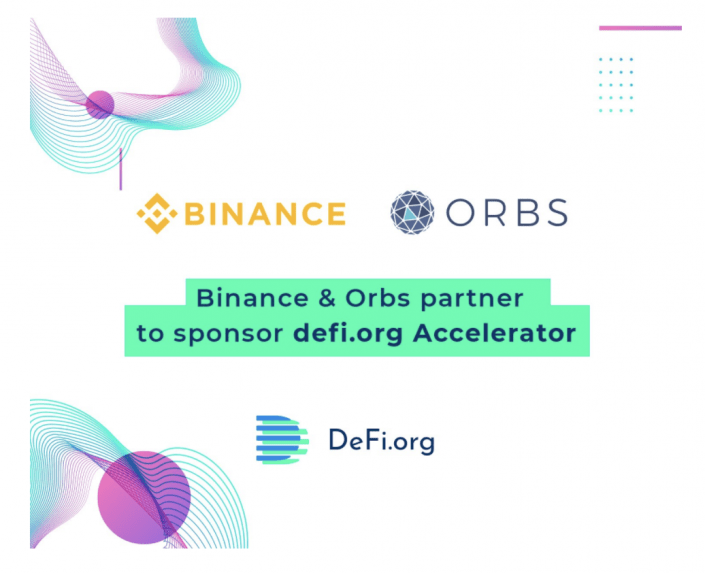 BINANCE ORBS
Binance & Orbs partner
to sponsor defi.org Accelerator
DeFi.org